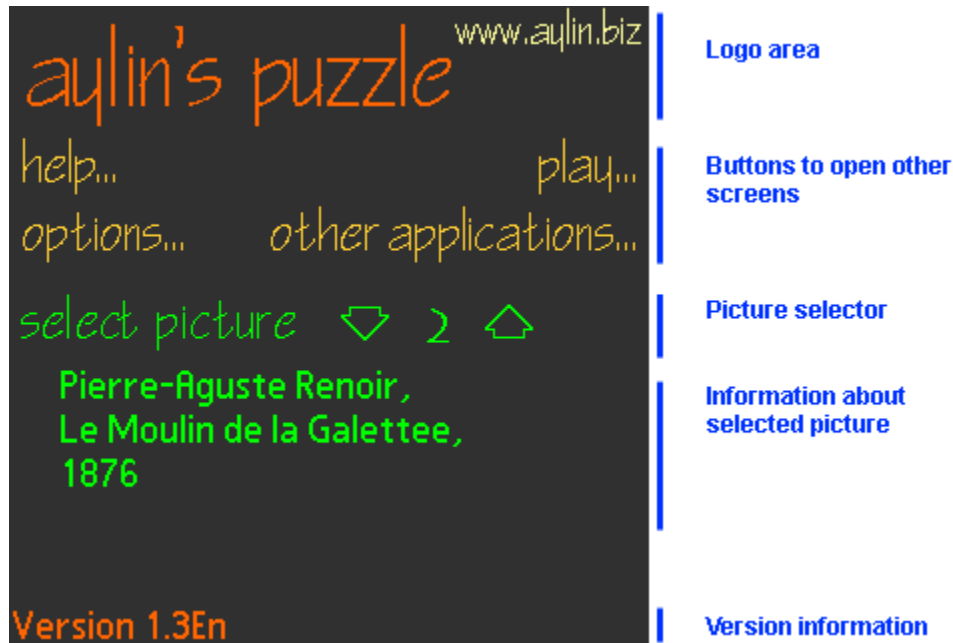 www.aylin.biz
aylin's puzzle
Logo area
help... play...
options... other applications...
Buttons to open other
screens
select picture 2
Picture selector
Pierre-Aguste Renoir,
Le Moulin de la Galettee,
1876
Information about
selected picture
Version 1.3En
Version information